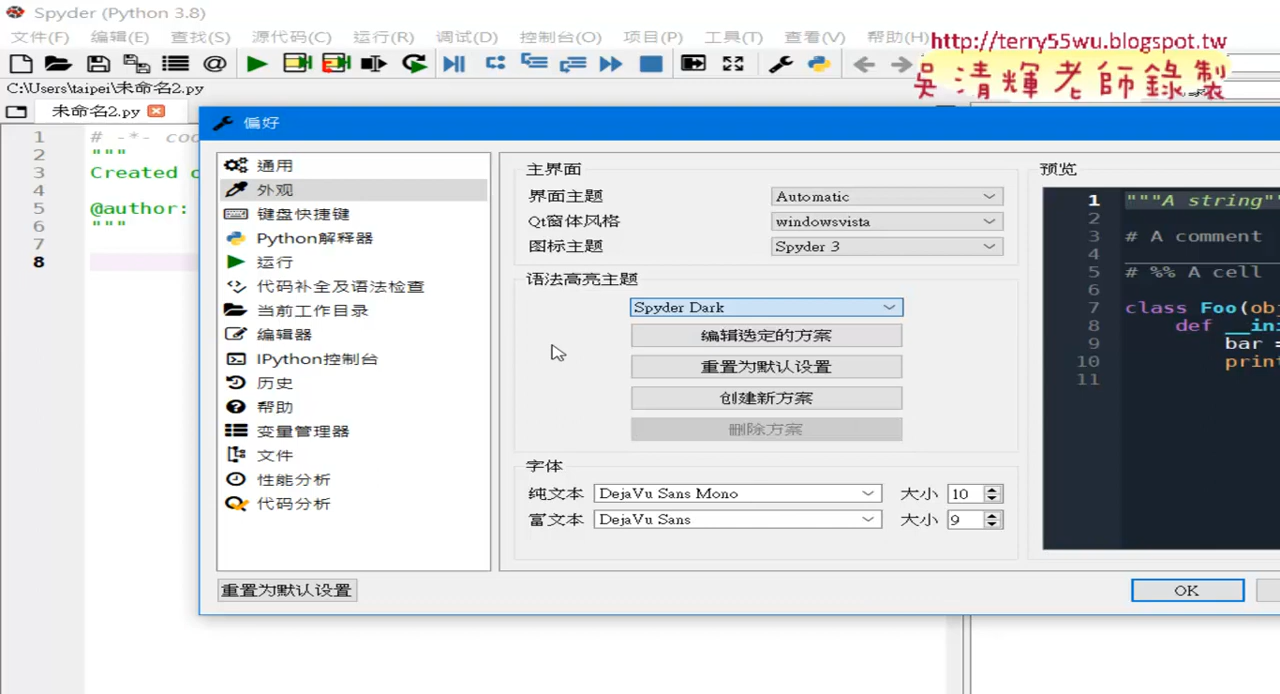 Spyder (Python 3.8)
文件(F) 编辑(E) 查找(S) 源代码(C) 运行(R) 调试(D) 控制台(O) 项目(P) 工具(T) 查看(V) 帮助(H)
http://terry55wu.blogspot.tw
吳清輝老師錄製
C:\Users\taipei\未命名2.py
未命名2.py
1 # -*- coo
2 """
3 Created o
4
5 @author:
6 """
7
8
偏好
通用
外观
键盘快捷键
Python解释器
运行
代码补全及语法检查
当前工作目录
编辑器
IPython控制台
历史
帮助
变量管理器
文件
性能分析
代码分析
重置为默认设置
主界面
界面主题 Automatic
Qt窗体风格 windowsvista
图标主题 Spyder 3
语法高亮主题
Spyder Dark
编辑选定的方案
重置为默认设置
创建新方案
删除方案
字体
纯文本 DejaVu Sans Mono 大小 10
富文本 DejaVu Sans 大小 9
预览
1 """A string"
2
3 # A comment
4
5 # %% A cell
6
7 class Foo(ob
8 def __in
9 bar =
10 prin
11
OK